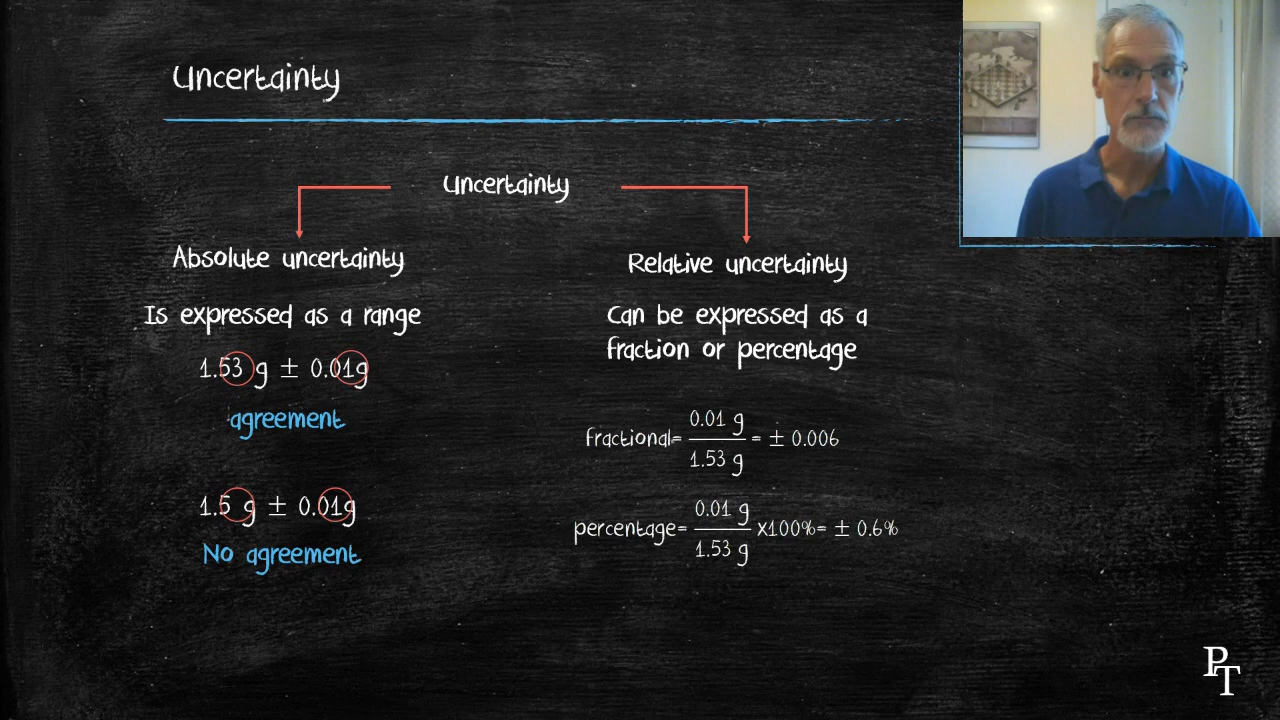 Uncertainty
Uncertainty
Absolute uncertainty
Is expressed as a range
1.53 g ± 0.01g
agreement
1.5 g ± 0.01g
No agreement
Relative uncertainty
Can be expressed as a
fraction or percentage
fractional= 0.01 g / 1.53 g = ± 0.006
percentage= 0.01 g / 1.53 g x100%= ± 0.6%
PT